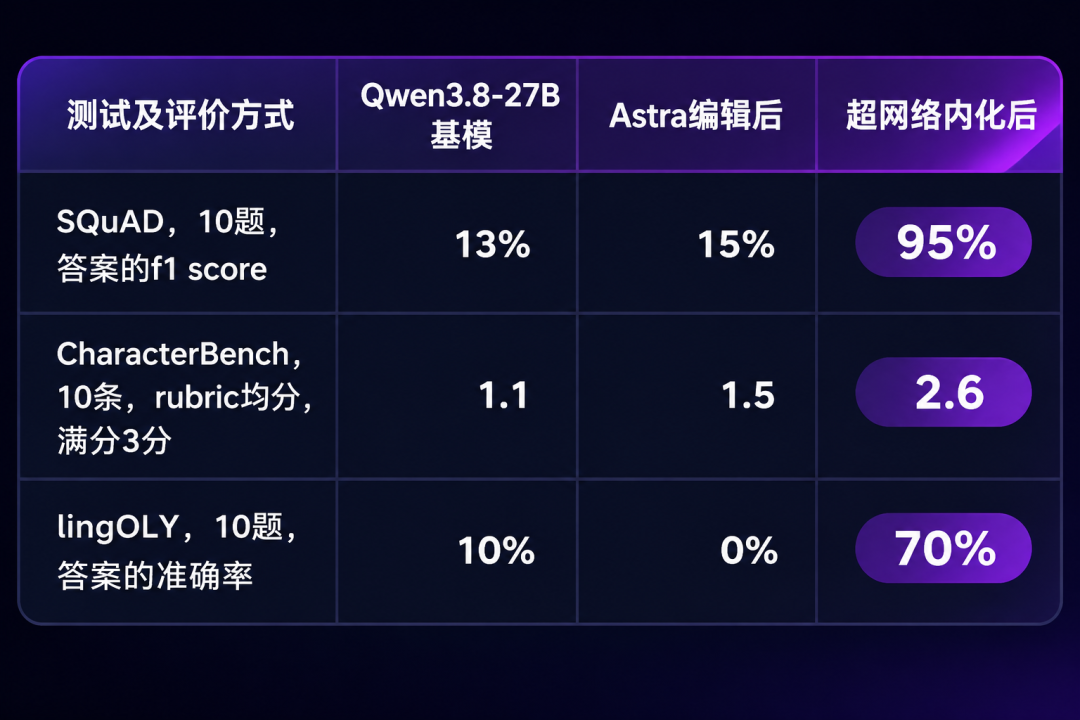 测试及评价方式
Qwen3.8-27B
基模
Astra编辑后
超网络内化后
SQuAD，10题，
答案的f1 score
13%
15%
95%
CharacterBench，
10条，rubric均分，
满分3分
1.1
1.5
2.6
lingOLY，10题，
答案的准确率
10%
0%
70%